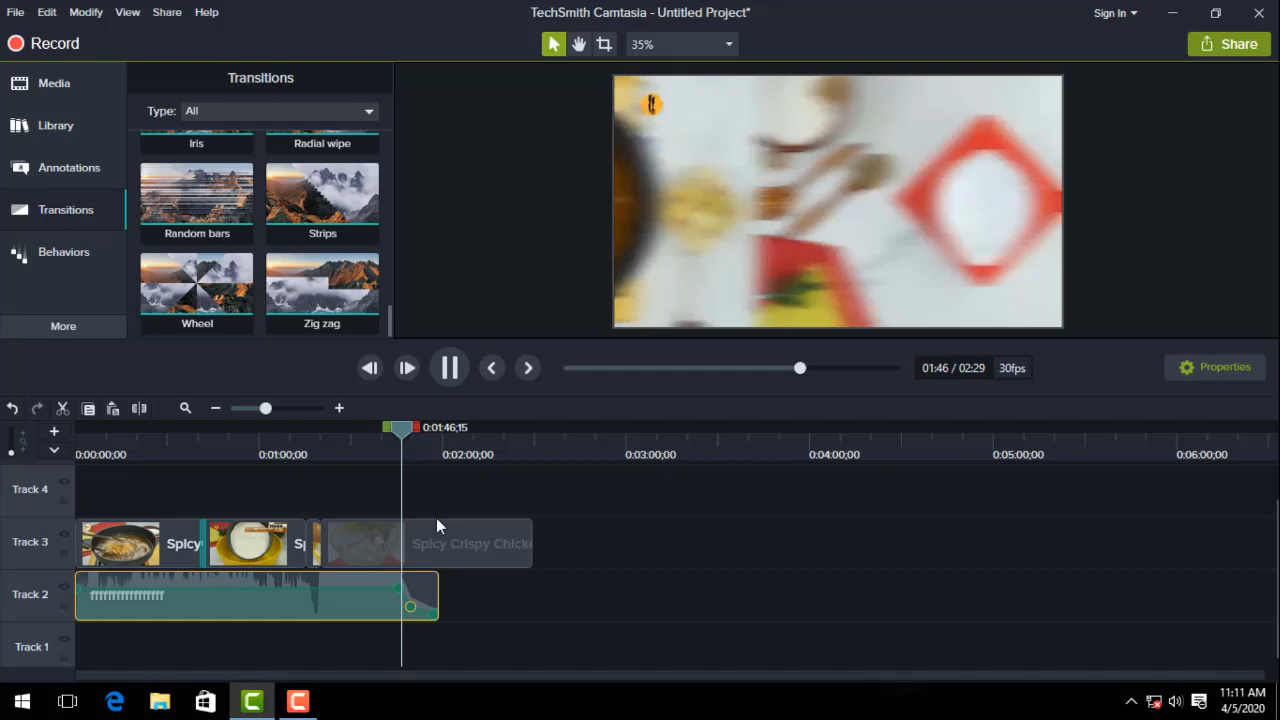 File Edit Modify View Share Help TechSmith Camtasia - Untitled Project* Sign In
Record 35% Share
Media
Library
Annotations
Transitions
Behaviors
More
Transitions
Type: All
Iris Radial wipe
Random bars Strips
Wheel Zig zag
01:46 / 02:29 30fps Properties
0:01:46;15
0:00:00;00 0:01:00;00 0:02:00;00 0:03:00;00 0:04:00;00 0:05:00;00 0:06:00;00
Track 4
Track 3 Spicy Sp Spicy Crispy Chick
Track 2 ffffffffffffffffff
Track 1
11:11 AM
4/5/2020